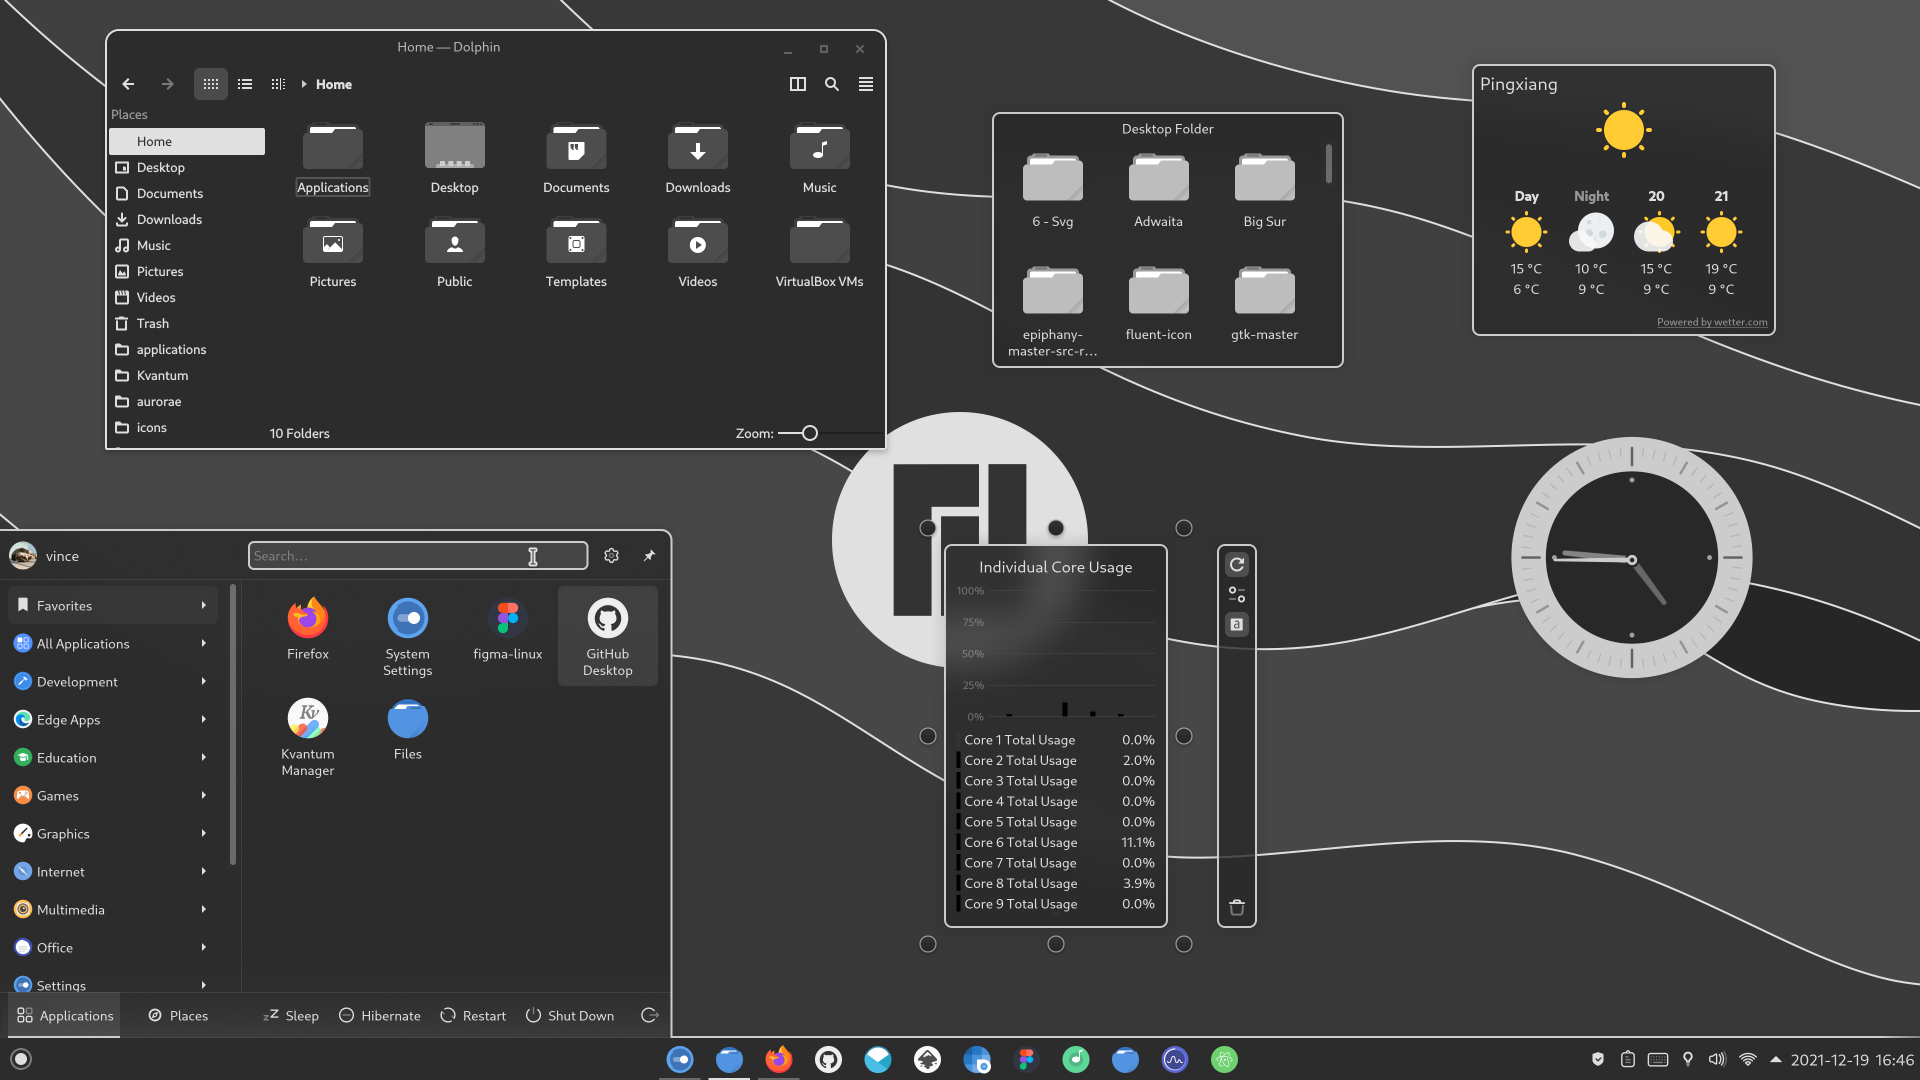 Home — Dolphin
Home
Places
Home
Desktop
Documents
Downloads
Music
Pictures
Videos
Trash
applications
Kvantum
aurorae
icons
Applications
Desktop
Documents
Downloads
Music
Pictures
Public
Templates
Videos
VirtualBox VMs
10 Folders
Zoom:
Desktop Folder
6 - Svg
Adwaita
Big Sur
epiphany-
master-src-r...
fluent-icon
gtk-master
Pingxiang
Day
Night
20
21
15 °C
10 °C
15 °C
19 °C
6 °C
9 °C
9 °C
9 °C
Powered by wetter.com
vince
Search...
Favorites
All Applications
Development
Edge Apps
Education
Games
Graphics
Internet
Multimedia
Office
Settings
Firefox
System
Settings
figma-linux
GitHub
Desktop
Kv
Kvantum
Manager
Files
Applications
Places
Sleep
Hibernate
Restart
Shut Down
Individual Core Usage
100%
75%
50%
25%
0%
Core 1 Total Usage 0.0%
Core 2 Total Usage 2.0%
Core 3 Total Usage 0.0%
Core 4 Total Usage 0.0%
Core 5 Total Usage 0.0%
Core 6 Total Usage 11.1%
Core 7 Total Usage 0.0%
Core 8 Total Usage 3.9%
Core 9 Total Usage 0.0%
a
2021-12-19 16:46